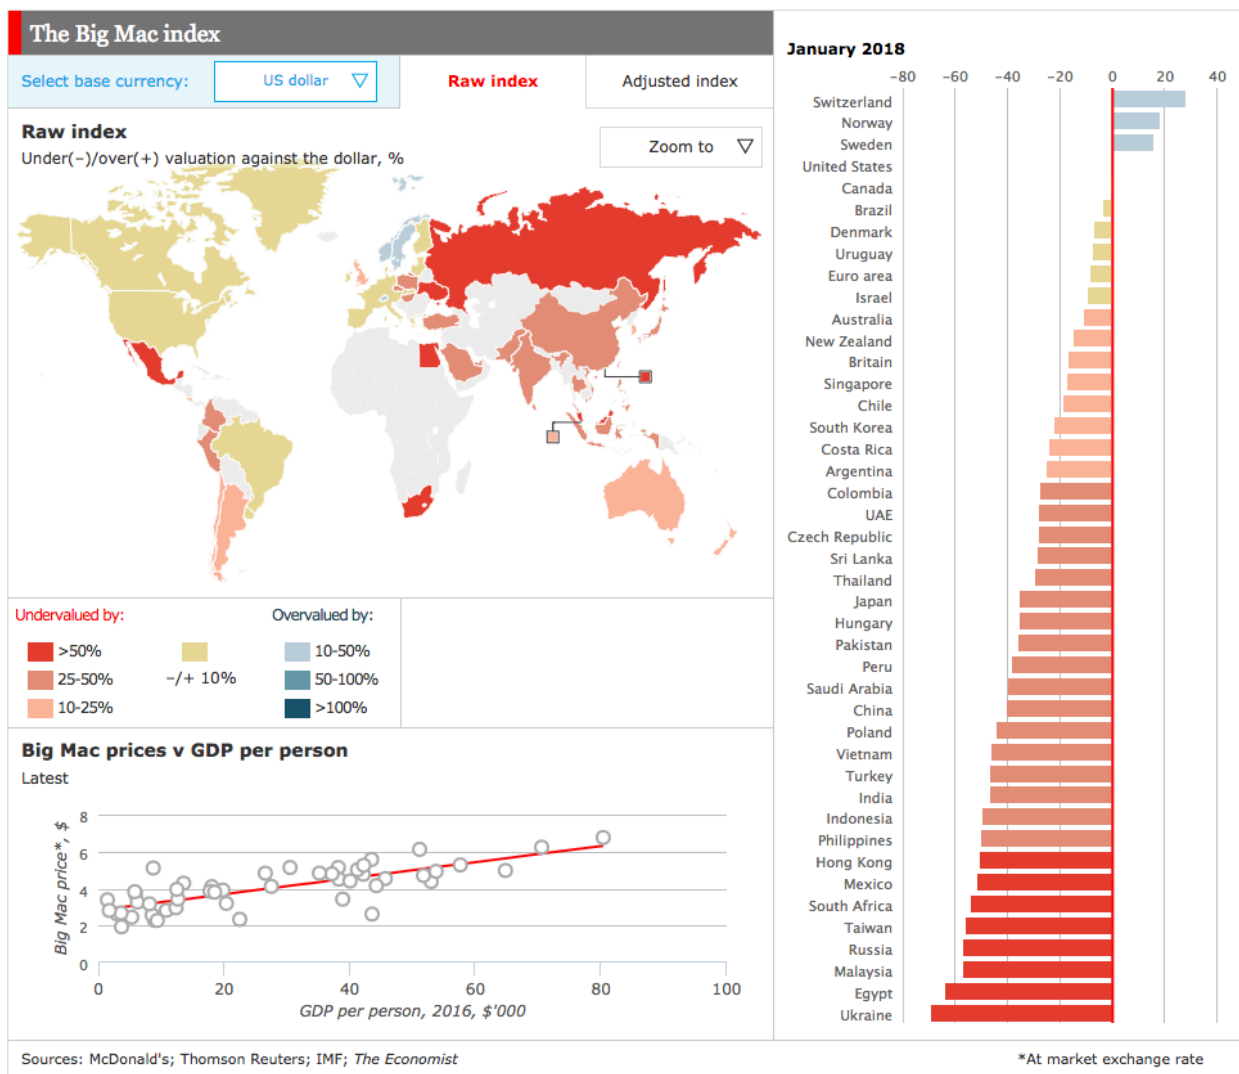 The Big Mac index
Select base currency:
US dollar
Raw index
Adjusted index
Raw index
Under(–)/over(+) valuation against the dollar, %
Zoom to
Undervalued by:
>50%
25-50%
10-25%
–/+ 10%
Overvalued by:
10-50%
50-100%
>100%
Big Mac prices v GDP per person
Latest
Big Mac price*, $
8
6
4
2
0
0 20 40 60 80 100
GDP per person, 2016, $'000
January 2018
-80 -60 -40 -20 0 20 40
Switzerland
Norway
Sweden
United States
Canada
Brazil
Denmark
Uruguay
Euro area
Israel
Australia
New Zealand
Britain
Singapore
Chile
South Korea
Costa Rica
Argentina
Colombia
UAE
Czech Republic
Sri Lanka
Thailand
Japan
Hungary
Pakistan
Peru
Saudi Arabia
China
Poland
Vietnam
Turkey
India
Indonesia
Philippines
Hong Kong
Mexico
South Africa
Taiwan
Russia
Malaysia
Egypt
Ukraine
Sources: McDonald's; Thomson Reuters; IMF; The Economist
*At market exchange rate